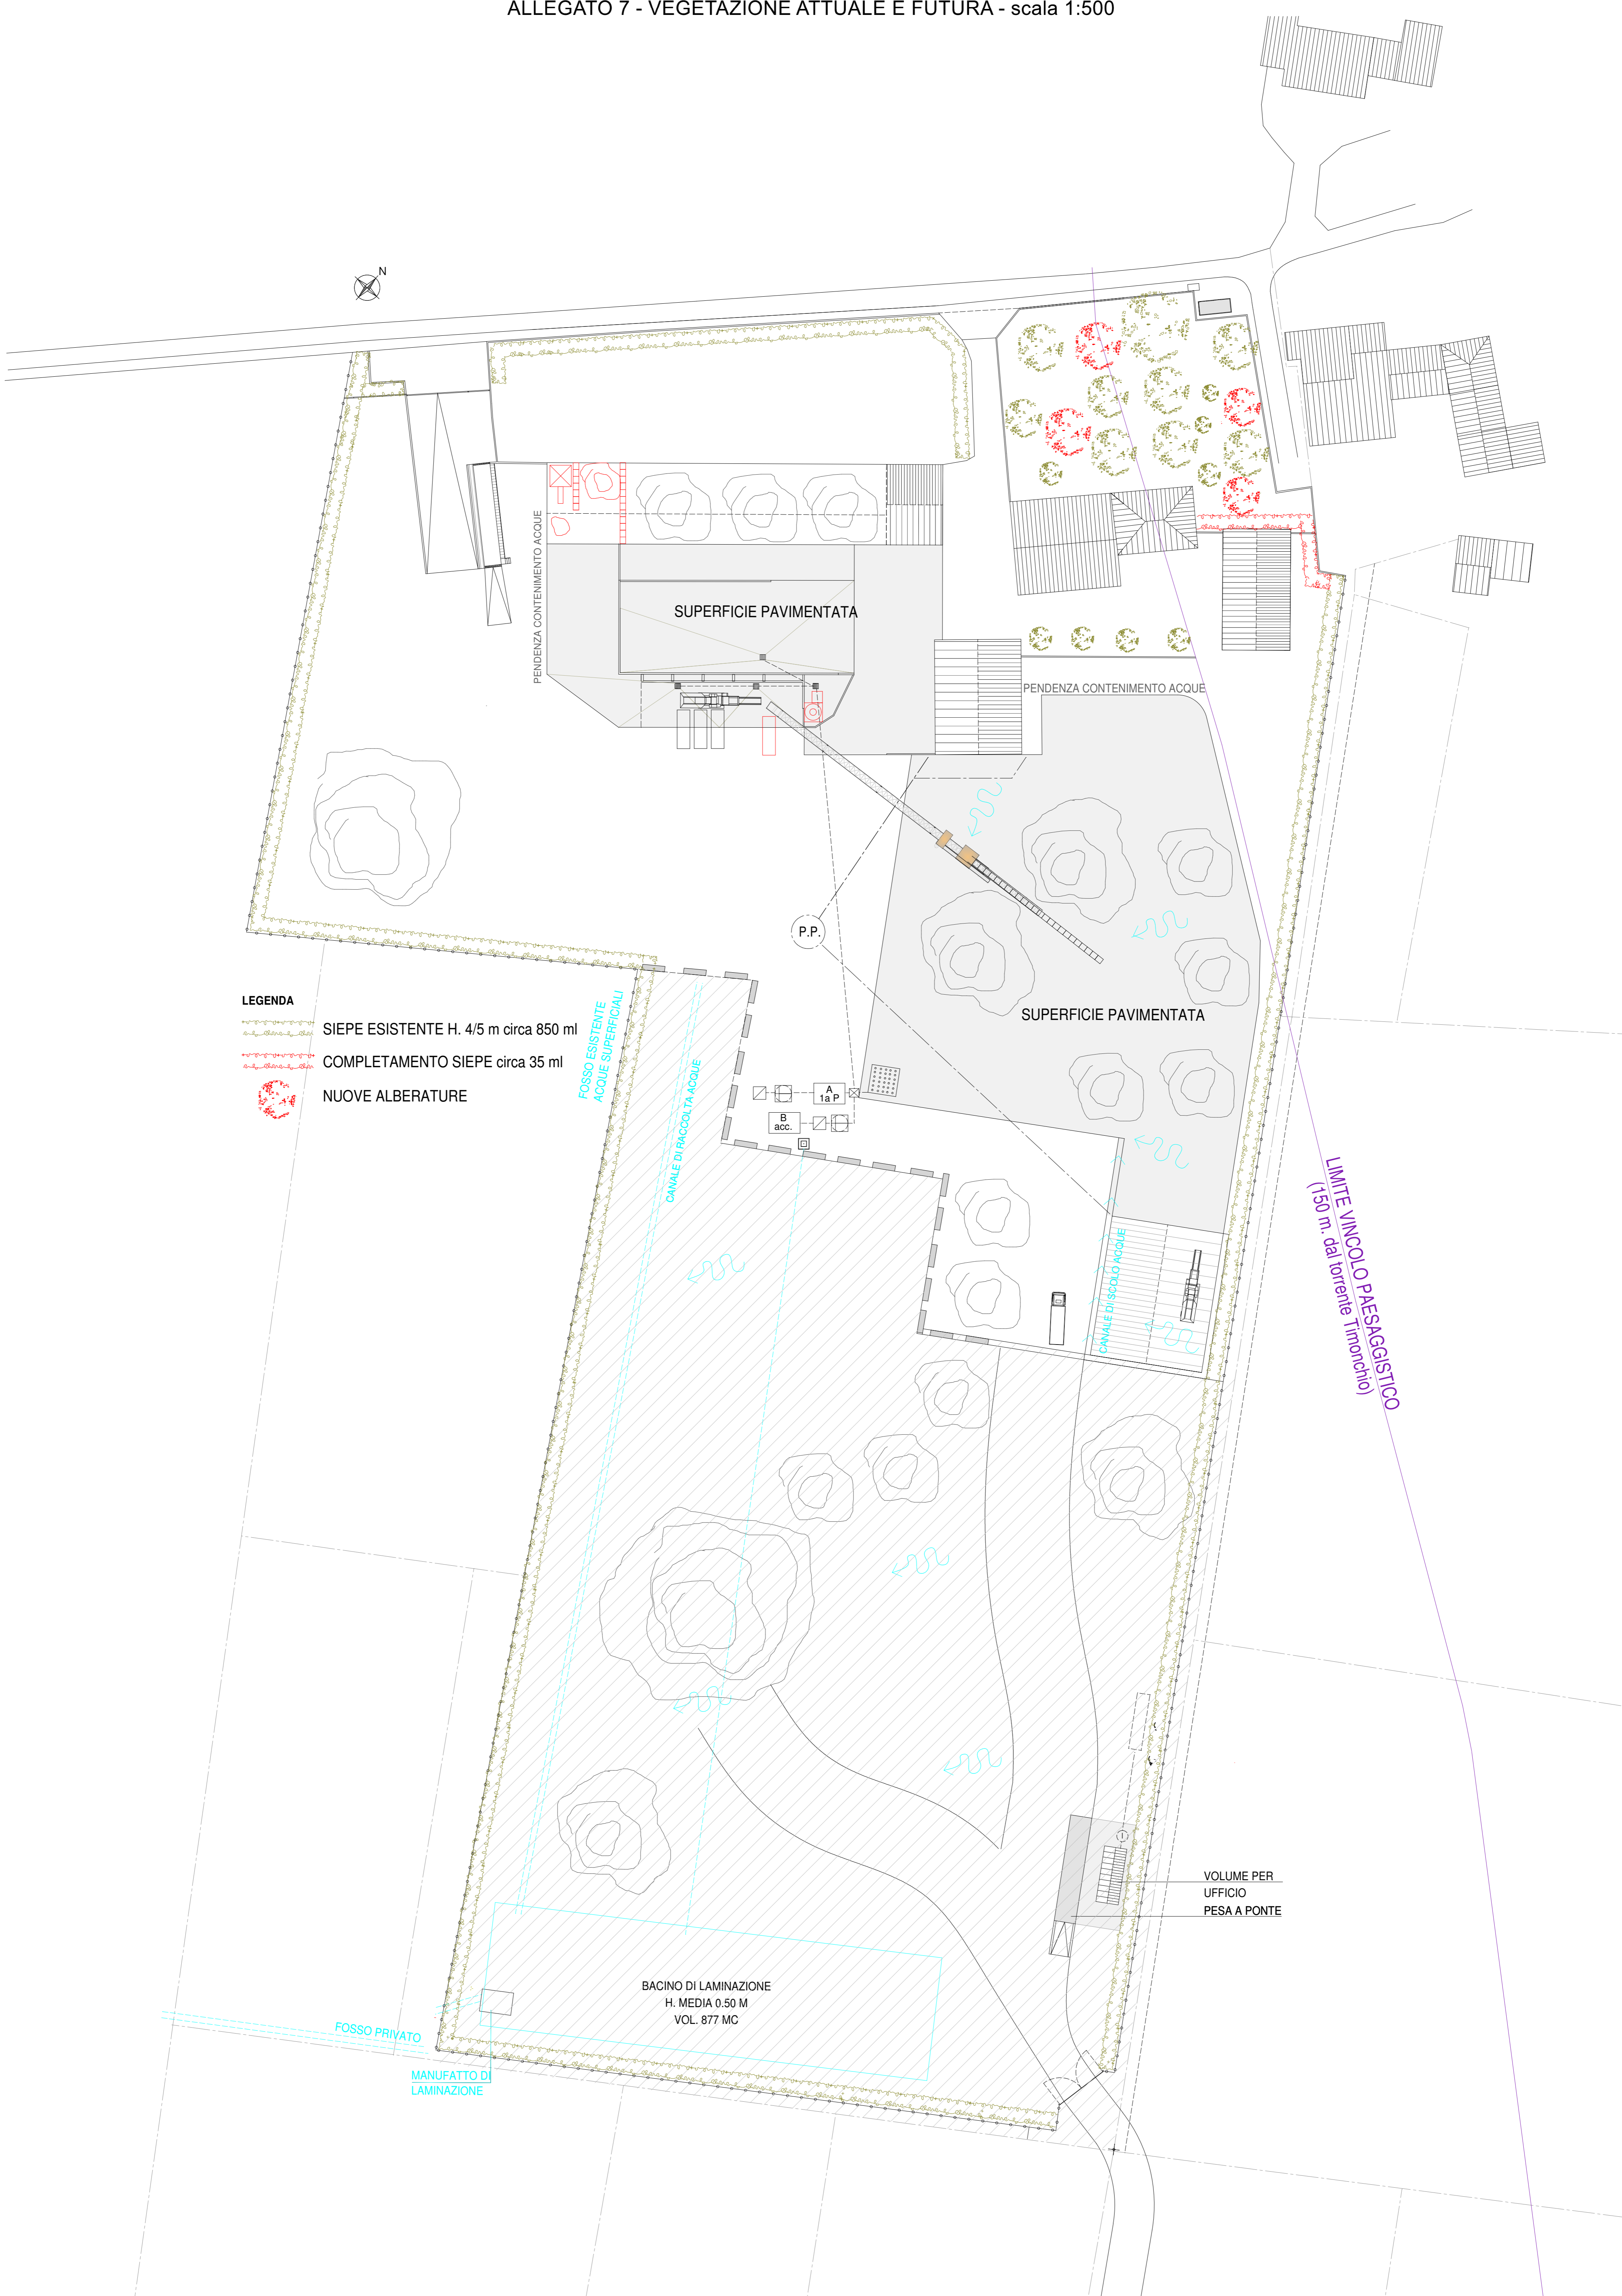 ALLEGATO 7 - VEGETAZIONE ATTUALE E FUTURA - scala 1:500
N
PENDENZA CONTENIMENTO ACQUE
SUPERFICIE PAVIMENTATA
PENDENZA CONTENIMENTO ACQUE
P.P.
SUPERFICIE PAVIMENTATA
LEGENDA
SIEPE ESISTENTE H. 4/5 m circa 850 ml
COMPLETAMENTO SIEPE circa 35 ml
NUOVE ALBERATURE
FOSSO ESISTENTE
ACQUE SUPERFICIALI
CANALE DI RACCOLTA ACQUE
A
1a P
B
acc.
CANALE DI SCOLO ACQUE
LIMITE VINCOLO PAESAGGISTICO
(150 m. dal torrente Timonchio)
VOLUME PER
UFFICIO
PESA A PONTE
BACINO DI LAMINAZIONE
H. MEDIA 0.50 M
VOL. 877 MC
FOSSO PRIVATO
MANUFATTO DI
LAMINAZIONE